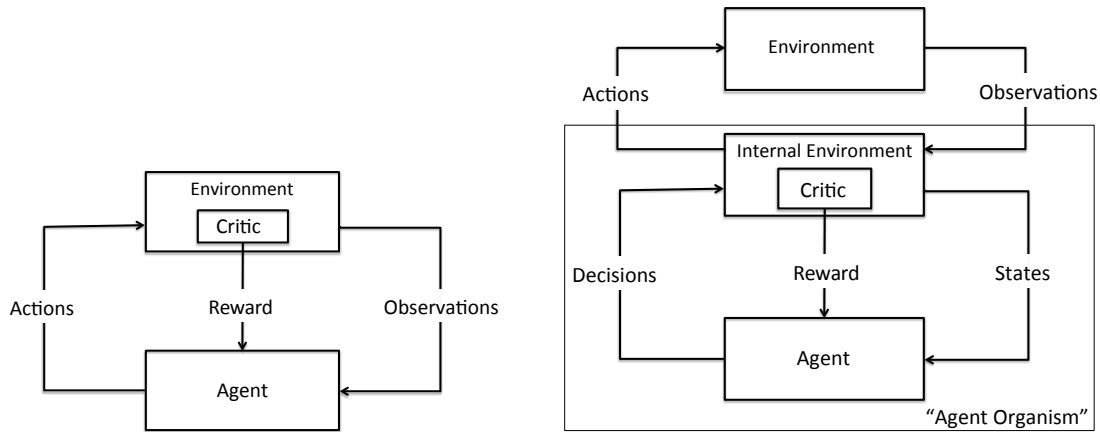 Environment
Critic
Actions
Reward
Observations
Agent
Environment
Actions
Observations
Internal Environment
Critic
Decisions
Reward
States
Agent
“Agent Organism”